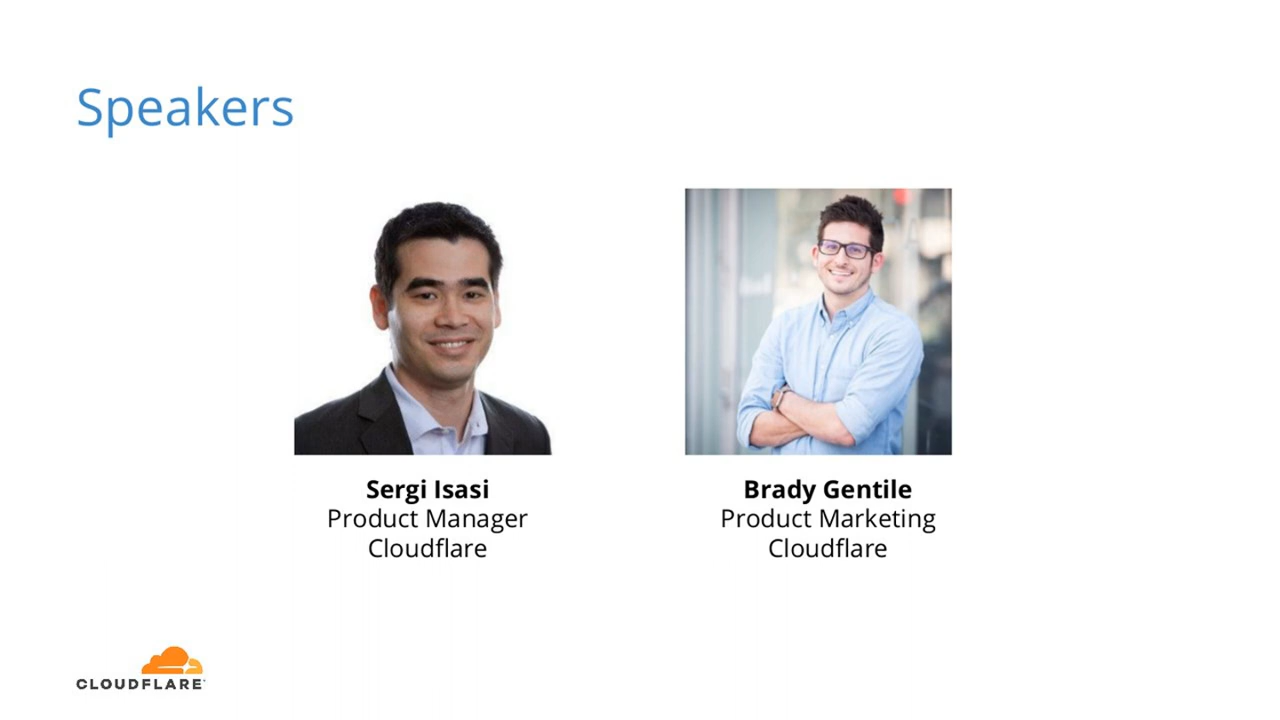 Speakers
Sergi Isasi
Product Manager
Cloudflare
Brady Gentile
Product Marketing
Cloudflare
CLOUDFLARE